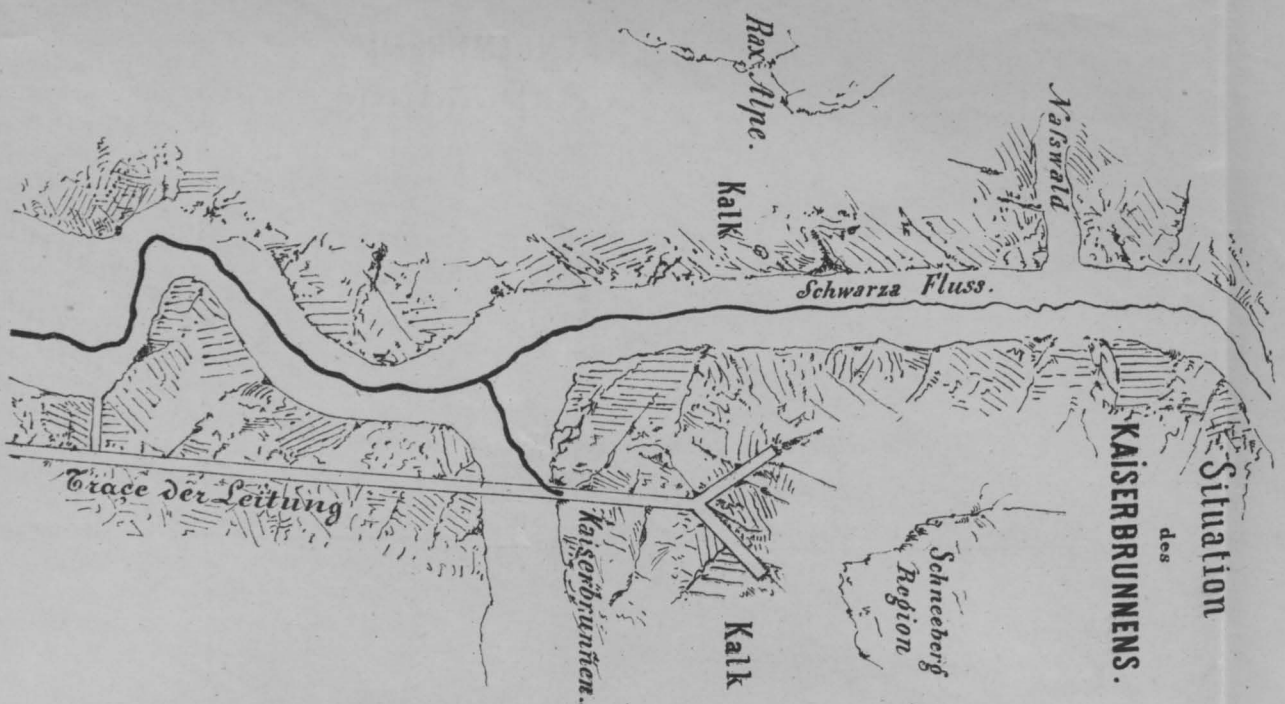 Situation
des
KAISERBRUNNENS.
Naſswald
Schwarza Fluss.
Rax Alpe.
Kalk
Schneeberg
Region
Kalk
Kaiserbrunnen.
Trace der Leitung